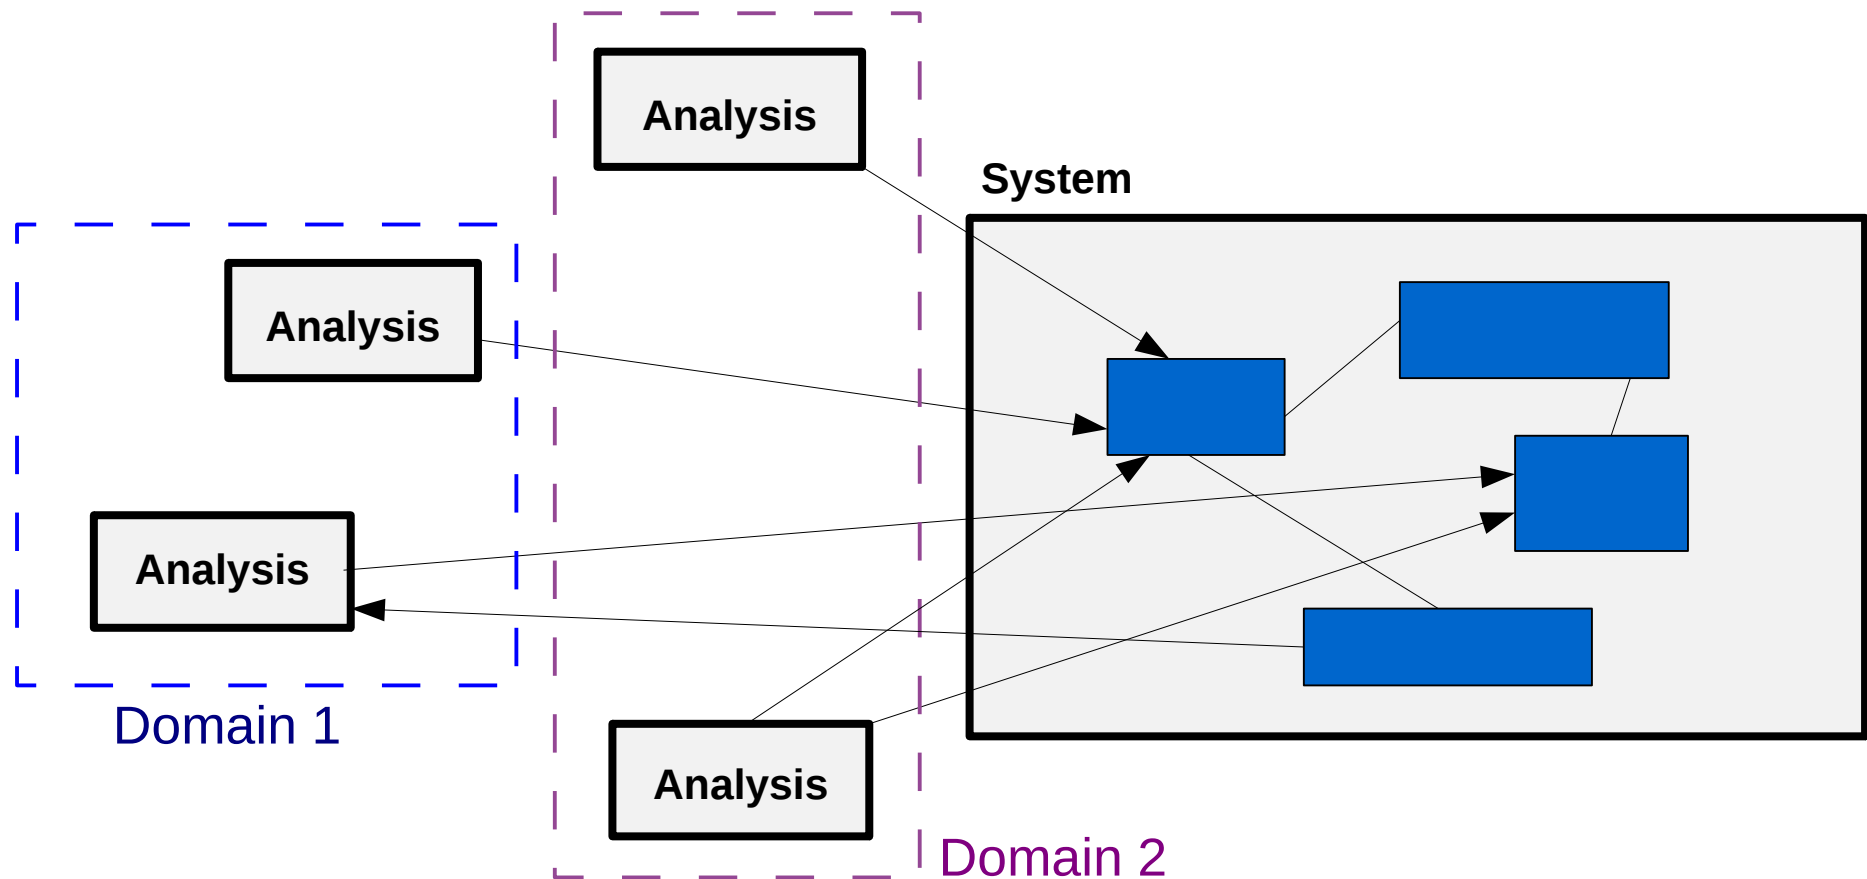 Analysis
System
Analysis
Analysis
Domain 1
Analysis
Domain 2